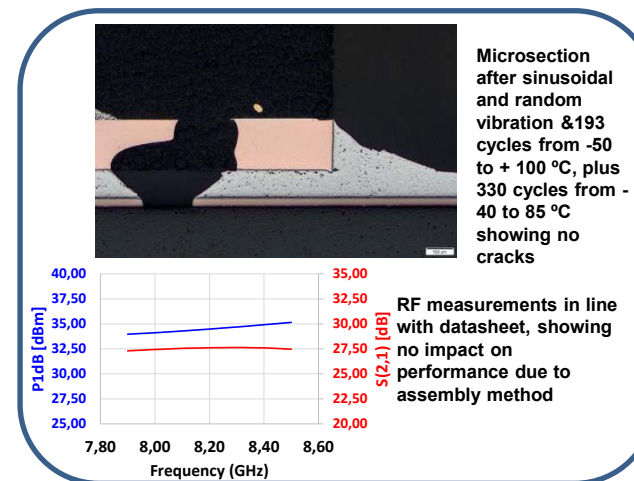 Microsection
after sinusoidal
and random
vibration &193
cycles from -50
to + 100 ºC, plus
330 cycles from -
40 to 85 ºC
showing no
cracks
40,00
37,50
35,00
32,50
30,00
27,50
25,00
P1dB [dBm]
35,00
32,50
30,00
27,50
25,00
22,50
20,00
S(2,1) [dB]
7,80 8,00 8,20 8,40 8,60
Frequency (GHz)
RF measurements in line
with datasheet, showing
no impact on
performance due to
assembly method